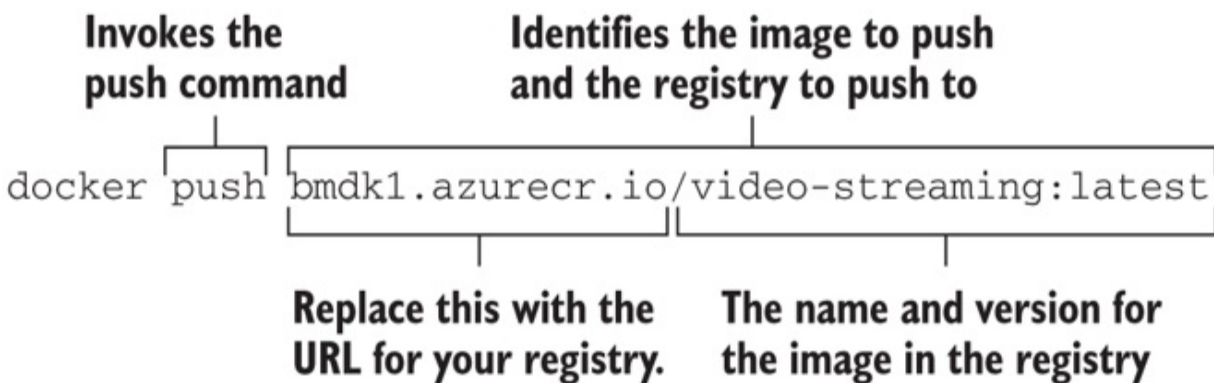 Invokes the
push command
Identifies the image to push
and the registry to push to
docker push bmdk1.azurecr.io/video-streaming:latest
Replace this with the
URL for your registry.
The name and version for
the image in the registry